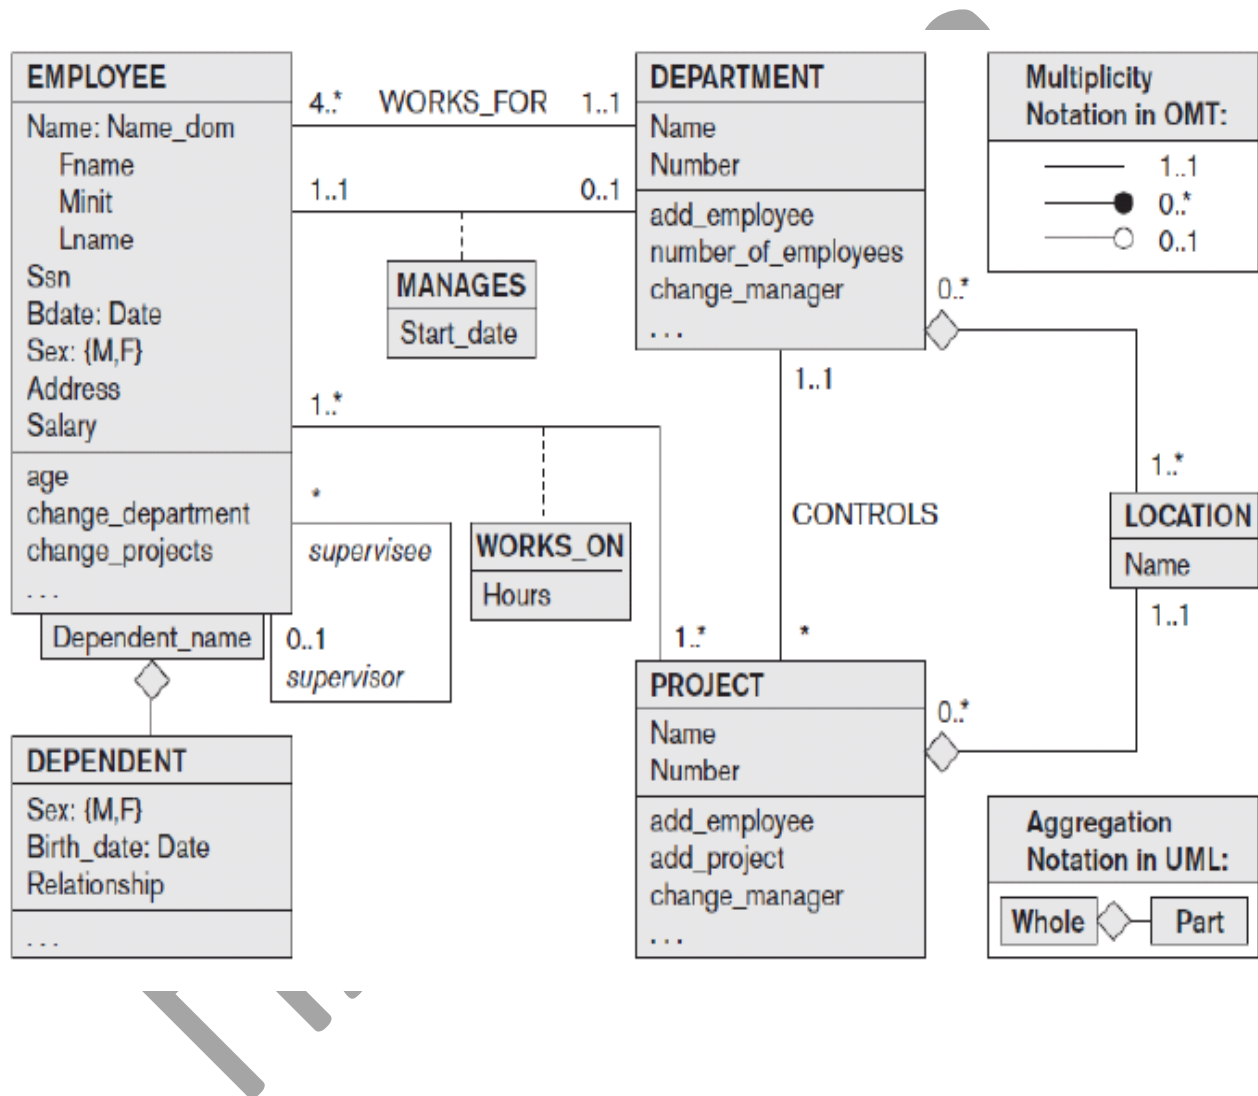 EMPLOYEE
Name: Name_dom
Fname
Minit
Lname
Ssn
Bdate: Date
Sex: {M,F}
Address
Salary
age
change_department
change_projects
. . .
Dependent_name
DEPENDENT
Sex: {M,F}
Birth_date: Date
Relationship
. . .
4..* WORKS_FOR 1..1
1..1 0..1
MANAGES
Start_date
1..*
*
supervisee
0..1
supervisor
WORKS_ON
Hours
1..*
DEPARTMENT
Name
Number
add_employee
number_of_employees
change_manager
. . .
0..*
1..1
CONTROLS
*
1..*
LOCATION
Name
1..1
PROJECT
Name
Number
add_employee
add_project
change_manager
. . .
0..*
Multiplicity
Notation in OMT:
1..1
0..*
0..1
Aggregation
Notation in UML:
Whole Part